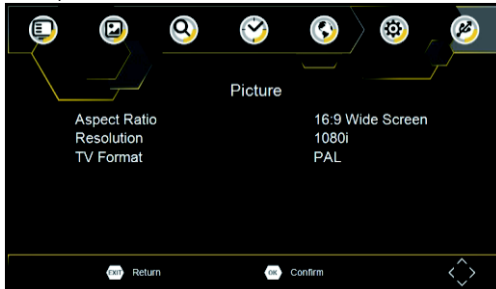 Picture
Aspect Ratio 16:9 Wide Screen
Resolution 1080i
TV Format PAL
EXIT Return OK Confirm